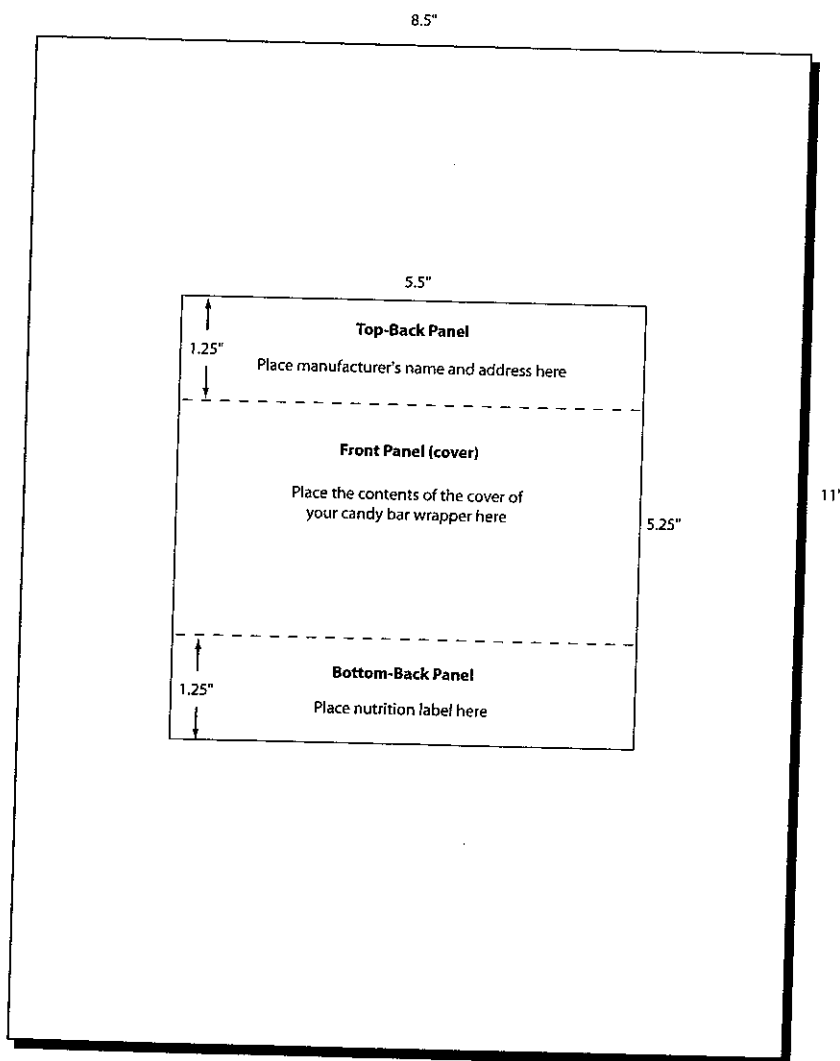 8.5"
5.5"
Top-Back Panel
1.25"
Place manufacturer's name and address here
Front Panel (cover)
Place the contents of the cover of
your candy bar wrapper here
11"
5.25"
Bottom-Back Panel
1.25"
Place nutrition label here